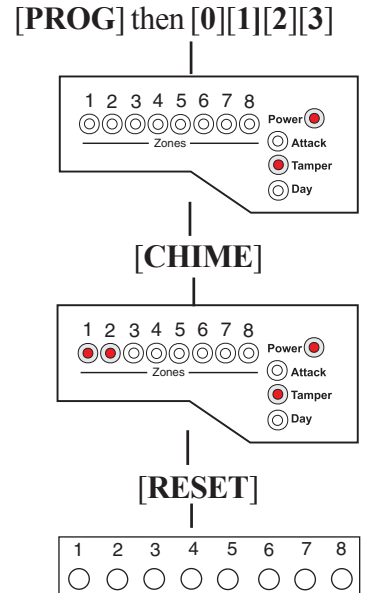 [PROG] then [0][1][2][3]
1 2 3 4 5 6 7 8
Power
Attack
Zones
Tamper
Day
[CHIME]
1 2 3 4 5 6 7 8
Power
Attack
Zones
Tamper
Day
[RESET]
1 2 3 4 5 6 7 8